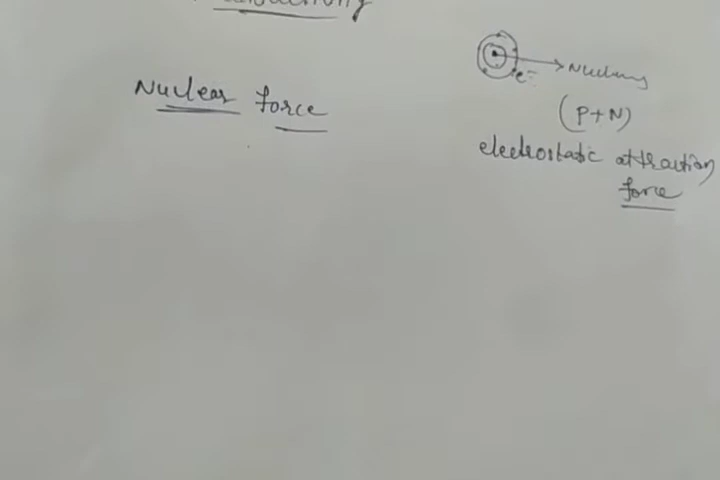 Nuclear force
e-
Nucleus
(P+N)
electrostatic attraction
force